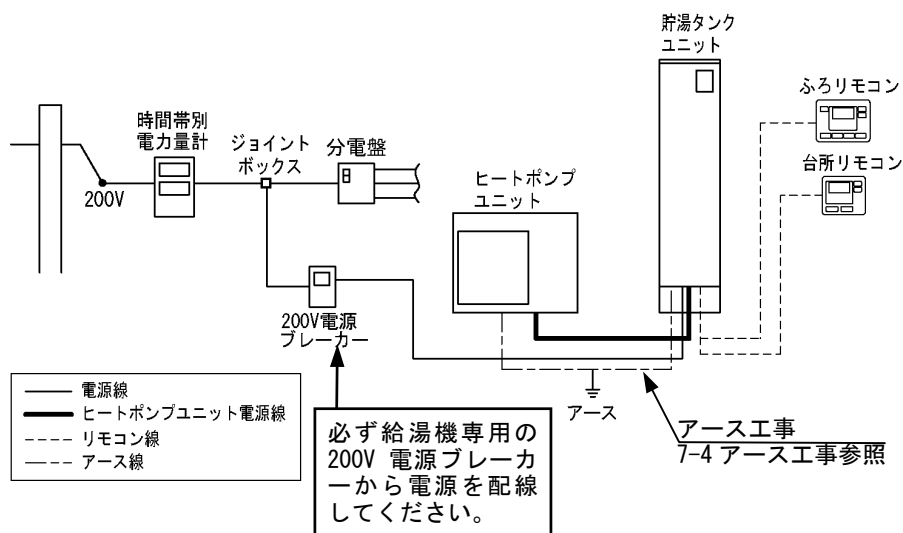 貯湯タンク
ユニット
ふろリモコン
時間帯別
電力量計
ジョイント
ボックス
分電盤
台所リモコン
ヒートポンプ
ユニット
200V
200V電源
ブレーカー
電源線
ヒートポンプユニット電源線
リモコン線
アース線
アース
必ず給湯機専用の
200V 電源ブレーカ
ーから電源を配線
してください。
アース工事
7-4 アース工事参照